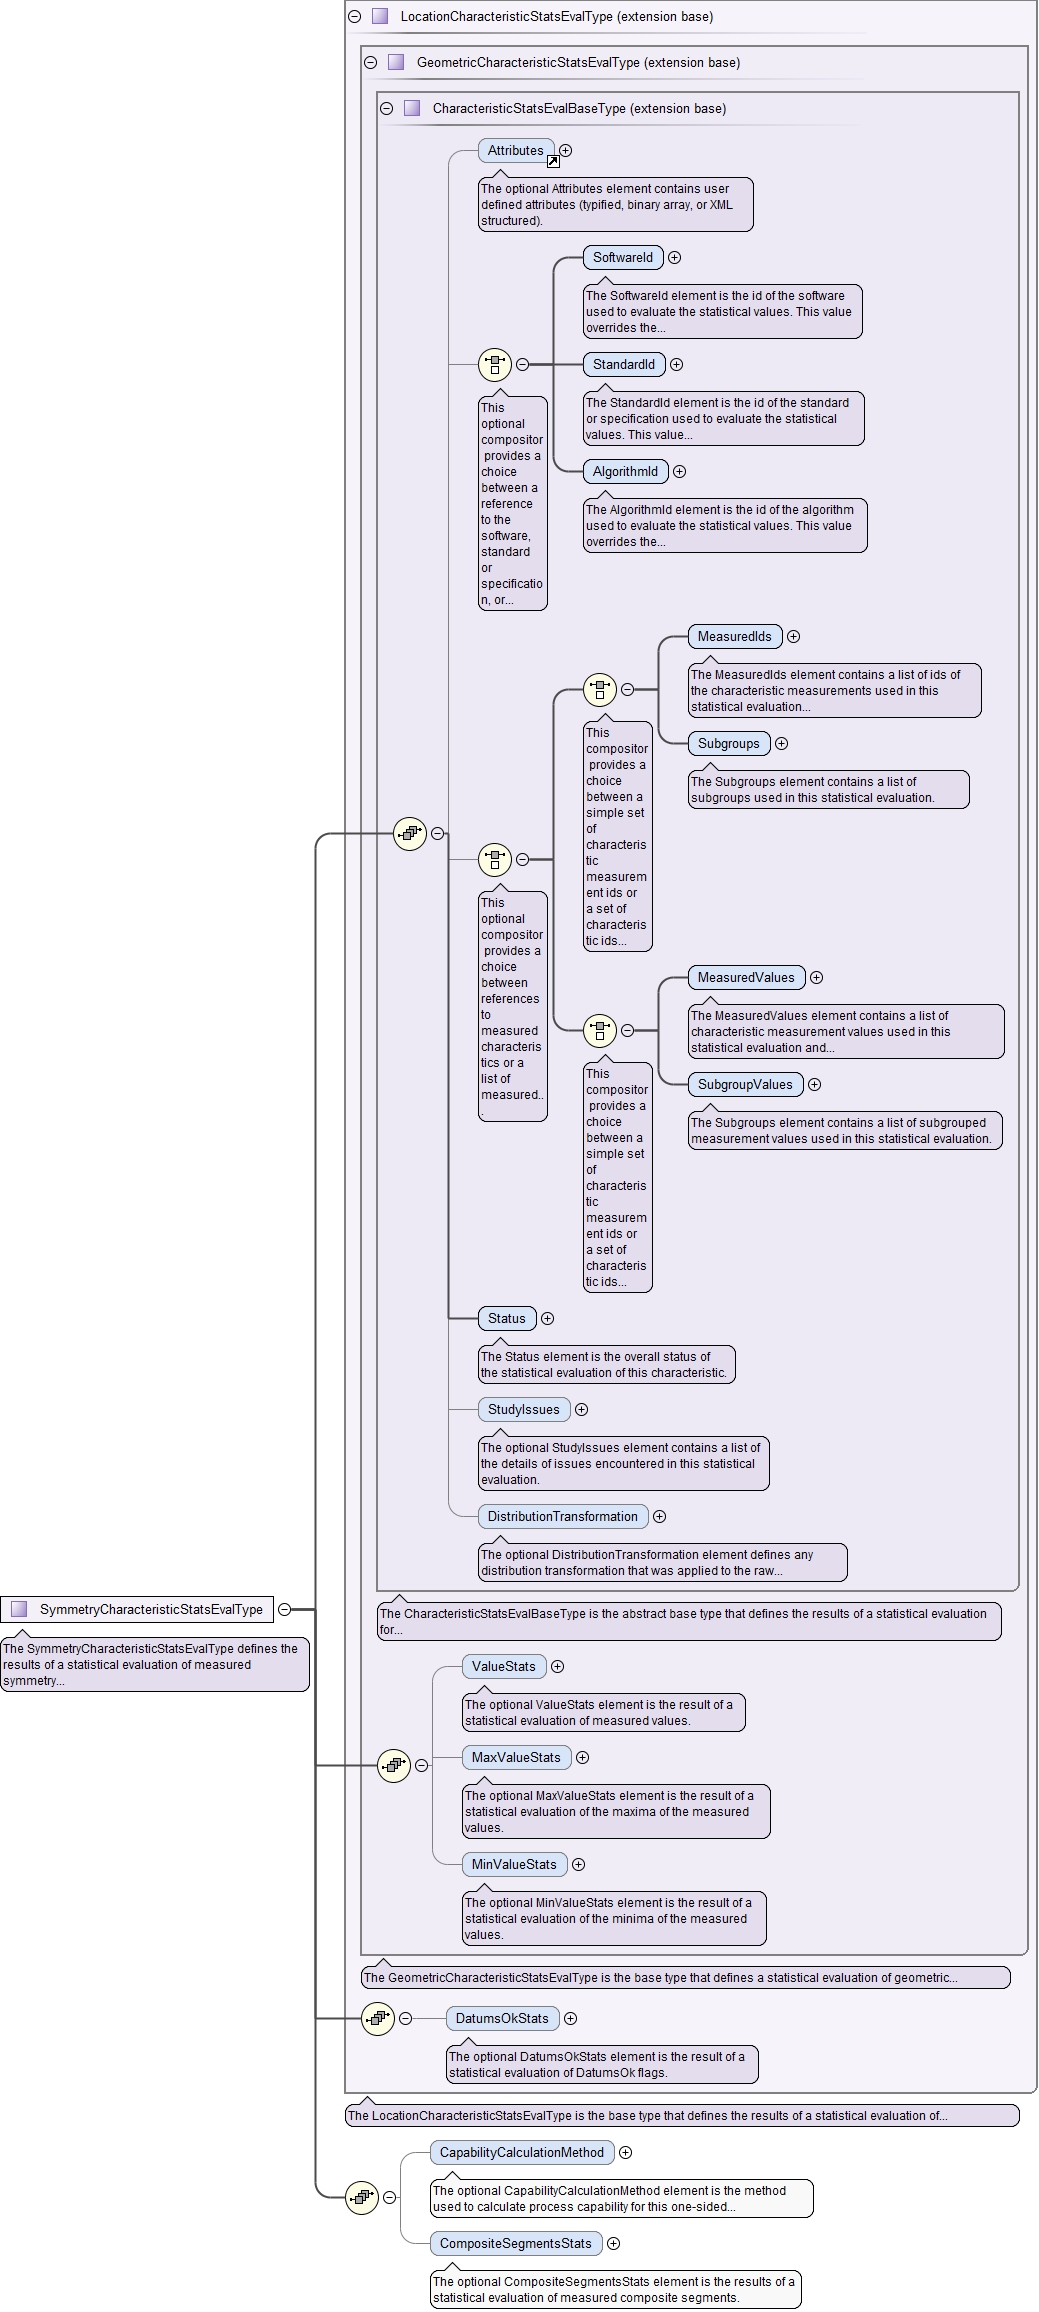 LocationCharacteristicStatsEvalType (extension base)
GeometricCharacteristicStatsEvalType (extension base)
CharacteristicStatsEvalBaseType (extension base)
Attributes
The optional Attributes element contains user
defined attributes (typified, binary array, or XML
structured).
SoftwareId
The SoftwareId element is the id of the software
used to evaluate the statistical values. This value
overrides the...
StandardId
The StandardId element is the id of the standard
or specification used to evaluate the statistical
values. This value...
AlgorithmId
The AlgorithmId element is the id of the algorithm
used to evaluate the statistical values. This value
overrides the...
This
optional
compositor
provides a
choice
between a
reference
to the
software,
standard
or
specificatio
n, or...
MeasuredIds
The MeasuredIds element contains a list of ids of
the characteristic measurements used in this
statistical evaluation...
Subgroups
The Subgroups element contains a list of
subgroups used in this statistical evaluation.
This
compositor
provides a
choice
between a
simple set
of
characteris
tic
measurem
ent ids or
a set of
characteris
tic ids...
This
optional
compositor
provides a
choice
between
references
to
measured
characteris
tics or a
list of
measured..
.
MeasuredValues
The MeasuredValues element contains a list of
characteristic measurement values used in this
statistical evaluation and...
SubgroupValues
The Subgroups element contains a list of subgrouped
measurement values used in this statistical evaluation.
This
compositor
provides a
choice
between a
simple set
of
characteris
tic
measurem
ent ids or
a set of
characteris
tic ids...
Status
The Status element is the overall status of
the statistical evaluation of this characteristic.
StudyIssues
The optional StudyIssues element contains a list of
the details of issues encountered in this statistical
evaluation.
DistributionTransformation
The optional DistributionTransformation element defines any
distribution transformation that was applied to the raw...
The CharacteristicStatsEvalBaseType is the abstract base type that defines the results of a statistical evaluation
for...
SymmetryCharacteristicStatsEvalType
The SymmetryCharacteristicStatsEvalType defines the
results of a statistical evaluation of measured
symmetry...
ValueStats
The optional ValueStats element is the result of a
statistical evaluation of measured values.
MaxValueStats
The optional MaxValueStats element is the result of a
statistical evaluation of the maxima of the measured
values.
MinValueStats
The optional MinValueStats element is the result of a
statistical evaluation of the minima of the measured
values.
The GeometricCharacteristicStatsEvalType is the base type that defines a statistical evaluation of geometric...
DatumsOkStats
The optional DatumsOkStats element is the result of a
statistical evaluation of DatumsOk flags.
The LocationCharacteristicStatsEvalType is the base type that defines the results of a statistical evaluation of...
CapabilityCalculationMethod
The optional CapabilityCalculationMethod element is the method
used to calculate process capability for this one-sided...
CompositeSegmentsStats
The optional CompositeSegmentsStats element is the results of a
statistical evaluation of measured composite segments.